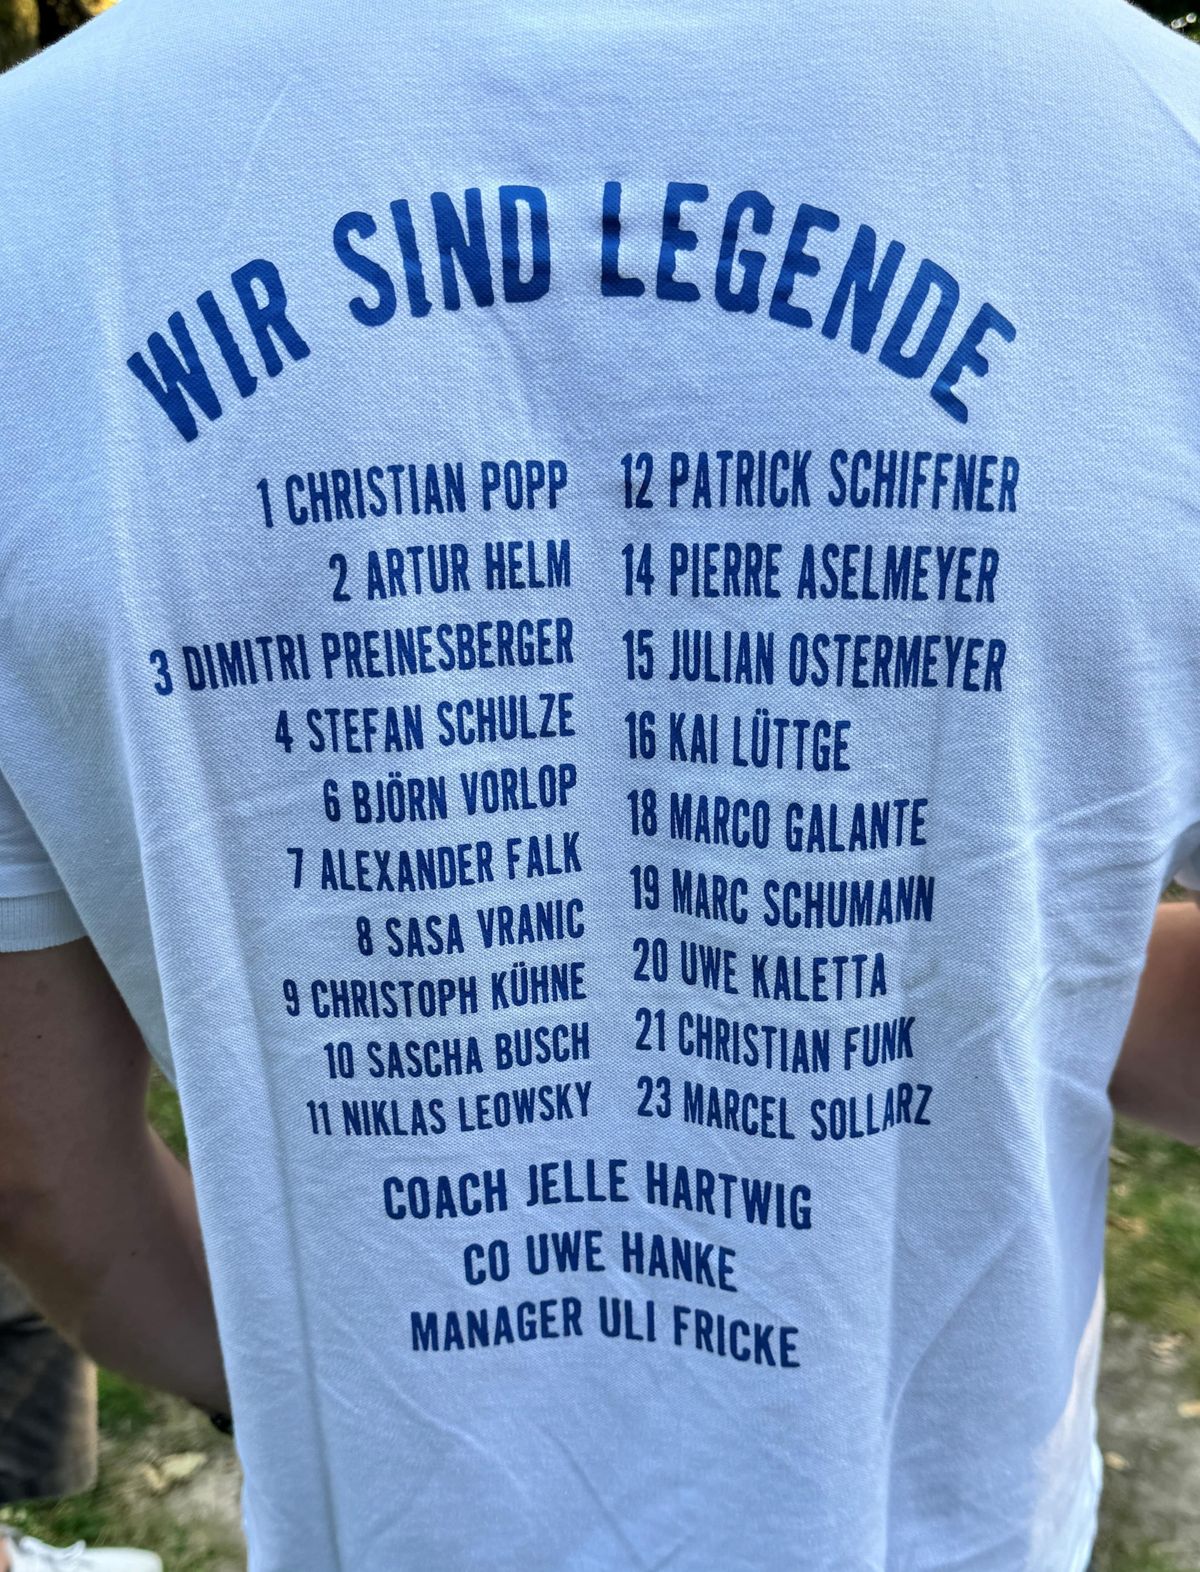 WIR SIND LEGENDE
1 CHRISTIAN POPP
2 ARTUR HELM
3 DIMITRI PREINESBERGER
4 STEFAN SCHULZE
6 BJÖRN VORLOP
7 ALEXANDER FALK
8 SASA VRANIC
9 CHRISTOPH KÜHNE
10 SASCHA BUSCH
11 NIKLAS LEOWSKY
12 PATRICK SCHIFFNER
14 PIERRE ASELMEYER
15 JULIAN OSTERMEYER
16 KAI LÜTTGE
18 MARCO GALANTE
19 MARC SCHUMANN
20 UWE KALETTA
21 CHRISTIAN FUNK
23 MARCEL SOLLARZ
COACH JELLE HARTWIG
CO UWE HANKE
MANAGER ULI FRICKE